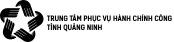 TRUNG TÂM PHỤC VỤ HÀNH CHÍNH CÔNG
TỈNH QUẢNG NINH